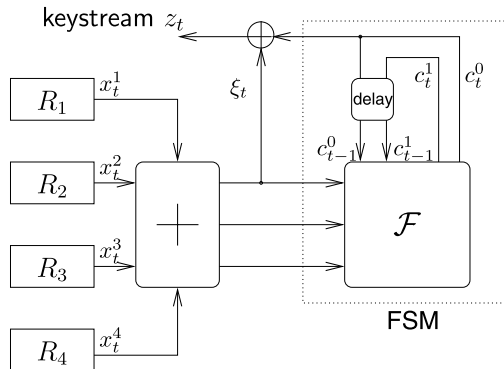 keystream z_t
R_1 x_t^1
ξ_t
delay
c_t^1 c_t^0
c_{t-1}^0 c_{t-1}^1
R_2 x_t^2
+
F
R_3 x_t^3
FSM
R_4 x_t^4